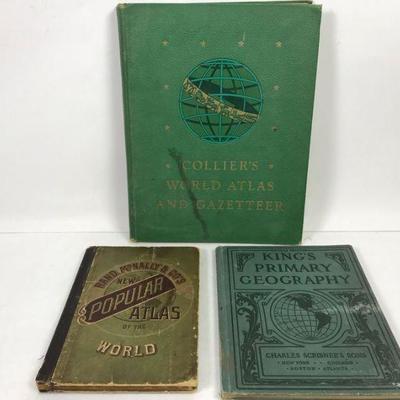 COLLIER'S
WORLD ATLAS
AND GAZETTEER
RAND, McNALLY & CO'S
NEW
POPULAR
ATLAS
OF THE
WORLD
KING'S
PRIMARY
GEOGRAPHY
CHARLES SCRIBNER'S SONS
NEW YORK CHICAGO
BOSTON ATLANTA